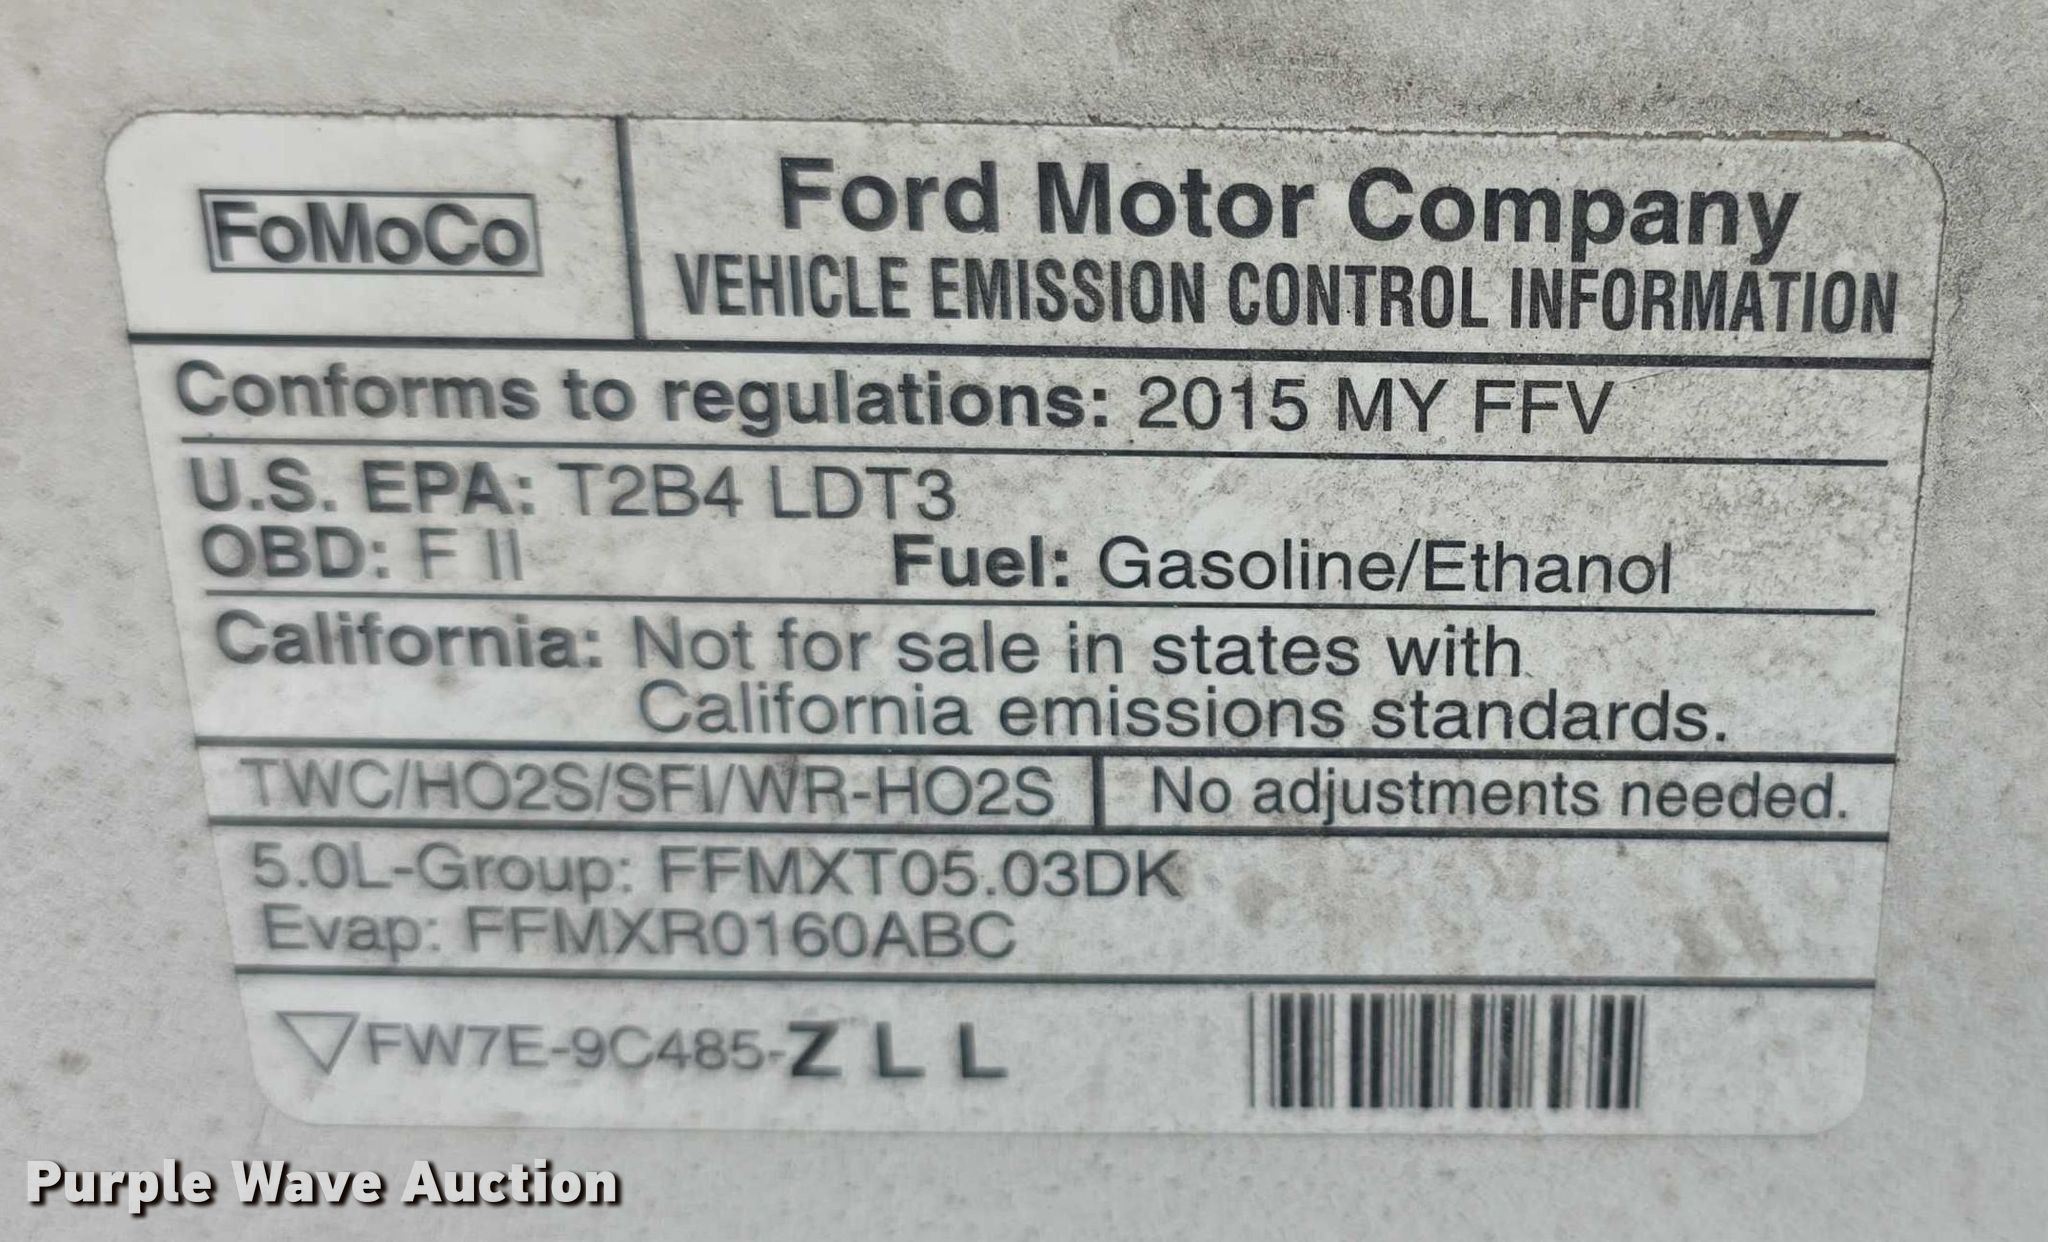 FoMoCo
Ford Motor Company
VEHICLE EMISSION CONTROL INFORMATION
Conforms to regulations: 2015 MY FFV
U.S. EPA: T2B4 LDT3
OBD: F II Fuel: Gasoline/Ethanol
California: Not for sale in states with
California emissions standards.
TWC/HO2S/SFI/WR-HO2S No adjustments needed.
5.0L-Group: FFMXT05.03DK
Evap: FFMXR0160ABC
FW7E-9C485-Z L L
Purple Wave Auction